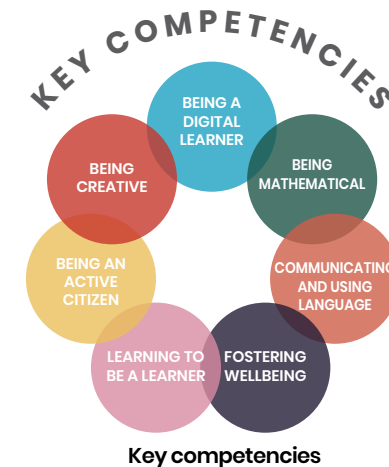 KEY COMPETENCIES
BEING A
DIGITAL
LEARNER
BEING
MATHEMATICAL
COMMUNICATING
AND USING
LANGUAGE
FOSTERING
WELLBEING
LEARNING TO
BE A LEARNER
BEING AN
ACTIVE
CITIZEN
BEING
CREATIVE
Key competencies